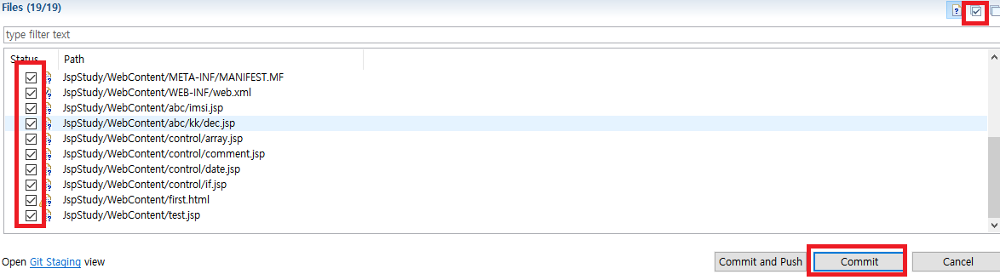 Files (19/19)
type filter text
Status Path
JspStudy/WebContent/META-INF/MANIFEST.MF
JspStudy/WebContent/WEB-INF/web.xml
JspStudy/WebContent/abc/imsi.jsp
JspStudy/WebContent/abc/kk/dec.jsp
JspStudy/WebContent/control/array.jsp
JspStudy/WebContent/control/comment.jsp
JspStudy/WebContent/control/date.jsp
JspStudy/WebContent/control/if.jsp
JspStudy/WebContent/first.html
JspStudy/WebContent/test.jsp
Open Git Staging view Commit and Push Commit Cancel